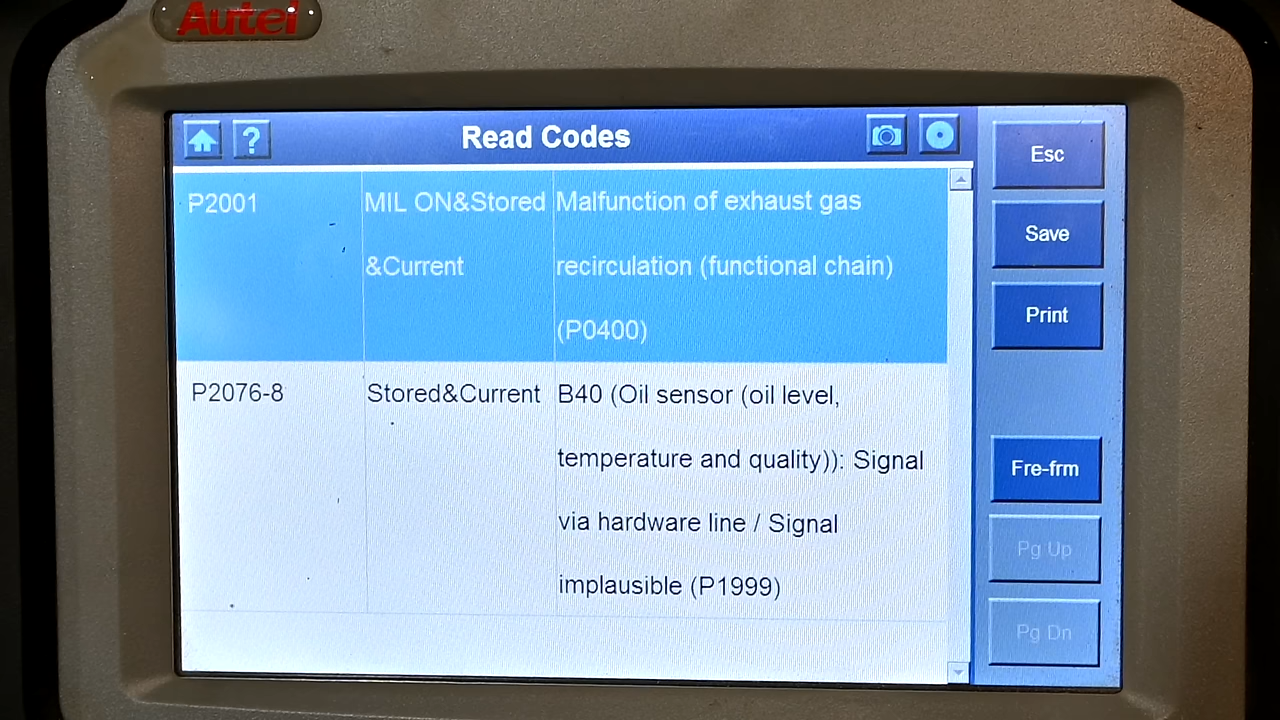 Autel
Read Codes
Esc
P2001 MIL ON&Stored Malfunction of exhaust gas
&Current recirculation (functional chain)
(P0400)
Save
Print
P2076-8 Stored&Current B40 (Oil sensor (oil level,
temperature and quality)): Signal
via hardware line / Signal
implausible (P1999)
Fre-frm
Pg Up
Pg Dn